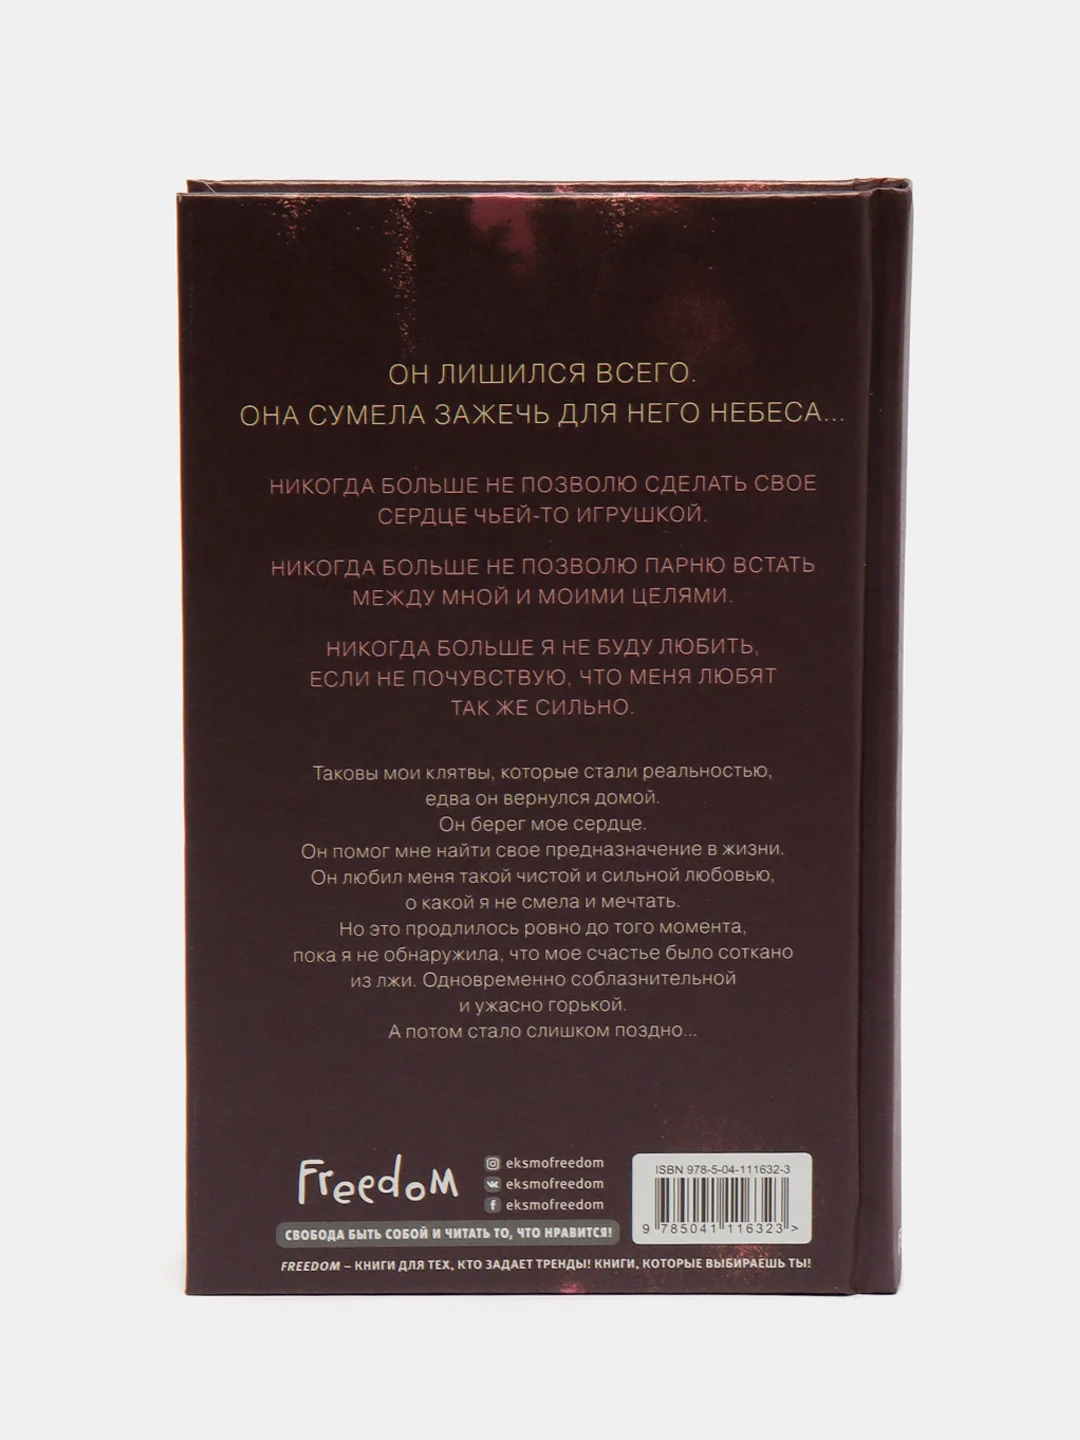 ОН ЛИШИЛСЯ ВСЕГО.
ОНА СУМЕЛА ЗАЖЕЧЬ ДЛЯ НЕГО НЕБЕСА...
НИКОГДА БОЛЬШЕ НЕ ПОЗВОЛЮ СДЕЛАТЬ СВОЕ
СЕРДЦЕ ЧЬЕЙ-ТО ИГРУШКОЙ.
НИКОГДА БОЛЬШЕ НЕ ПОЗВОЛЮ ПАРНЮ ВСТАТЬ
МЕЖДУ МНОЙ И МОИМИ ЦЕЛЯМИ.
НИКОГДА БОЛЬШЕ Я НЕ БУДУ ЛЮБИТЬ,
ЕСЛИ НЕ ПОЧУВСТВУЮ, ЧТО МЕНЯ ЛЮБЯТ
ТАК ЖЕ СИЛЬНО.
Таковы мои клятвы, которые стали реальностью,
едва он вернулся домой.
Он берег мое сердце.
Он помог мне найти свое предназначение в жизни.
Он любил меня такой чистой и сильной любовью,
о какой я не смела и мечтать.
Но это продлилось ровно до того момента,
пока я не обнаружила, что мое счастье было соткано
из лжи. Одновременно соблазнительной
и ужасно горькой.
А потом стало слишком поздно...
Freedom
eksmofreedom
eksmofreedom
eksmofreedom
СВОБОДА БЫТЬ СОБОЙ И ЧИТАТЬ ТО, ЧТО НРАВИТСЯ!
ISBN 978-5-04-111632-3
9 785041 116323 >
FREEDOM – КНИГИ ДЛЯ ТЕХ, КТО ЗАДАЕТ ТРЕНДЫ! КНИГИ, КОТОРЫЕ ВЫБИРАЕШЬ ТЫ!